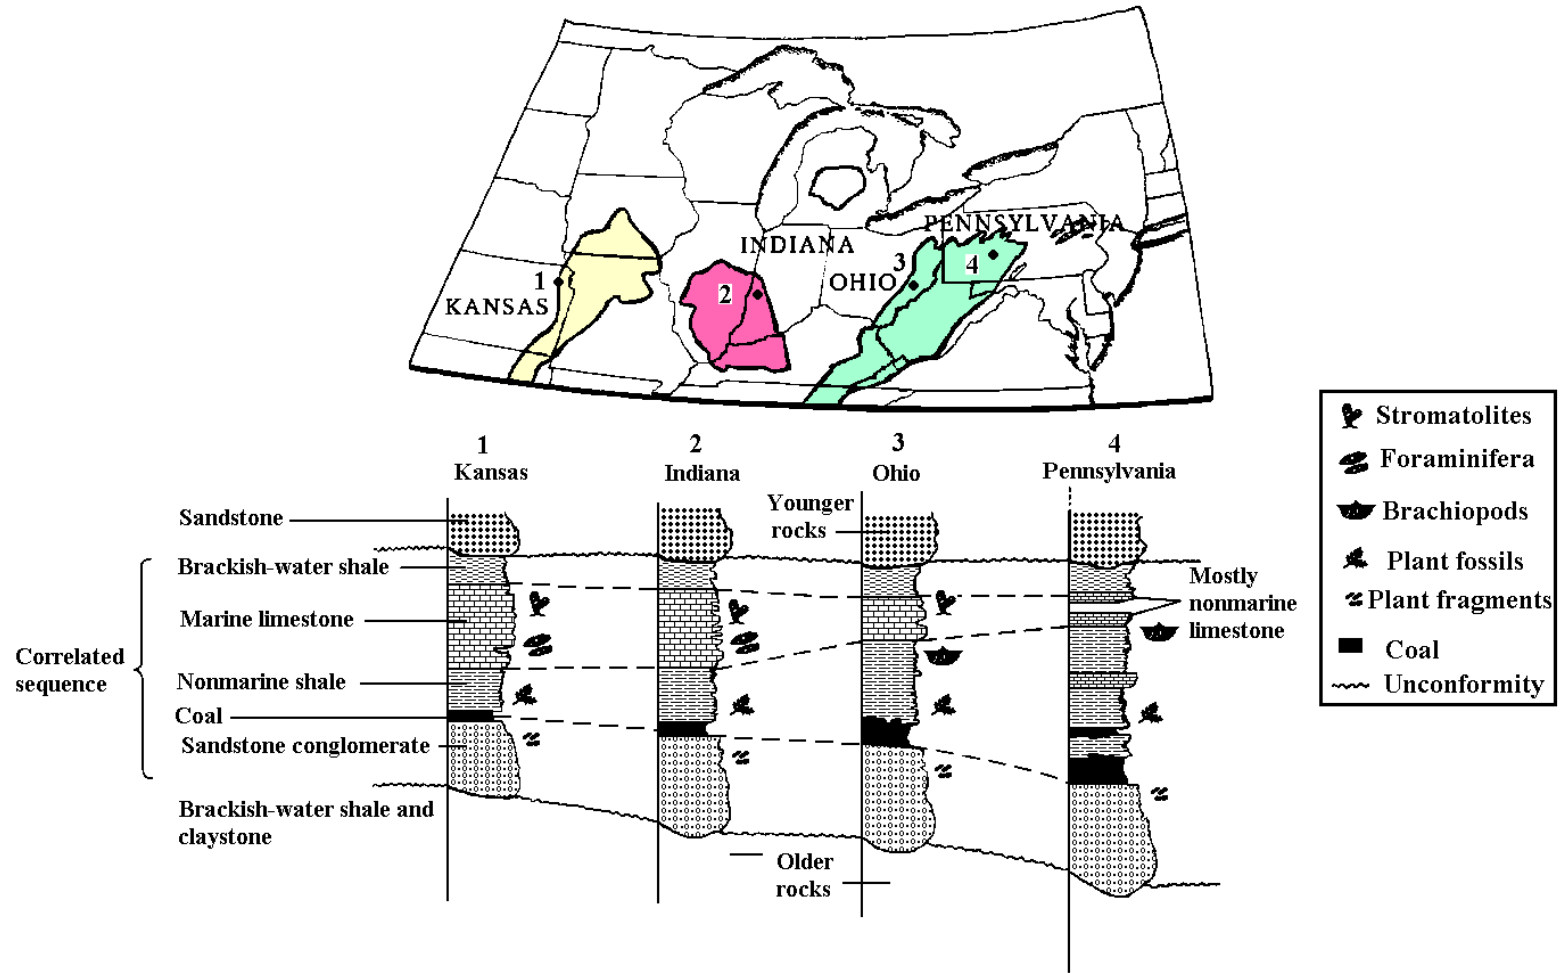 PENNSYLVANIA
INDIANA
3
4
OHIO
1
2
KANSAS
1
Kansas
2
Indiana
3
Ohio
4
Pennsylvania
Stromatolites
Foraminifera
Brachiopods
Plant fossils
Plant fragments
Coal
Unconformity
Sandstone
Younger
rocks
Brackish-water shale
Marine limestone
Mostly
nonmarine
limestone
Correlated
sequence
Nonmarine shale
Coal
Sandstone conglomerate
Brackish-water shale and
claystone
Older
rocks